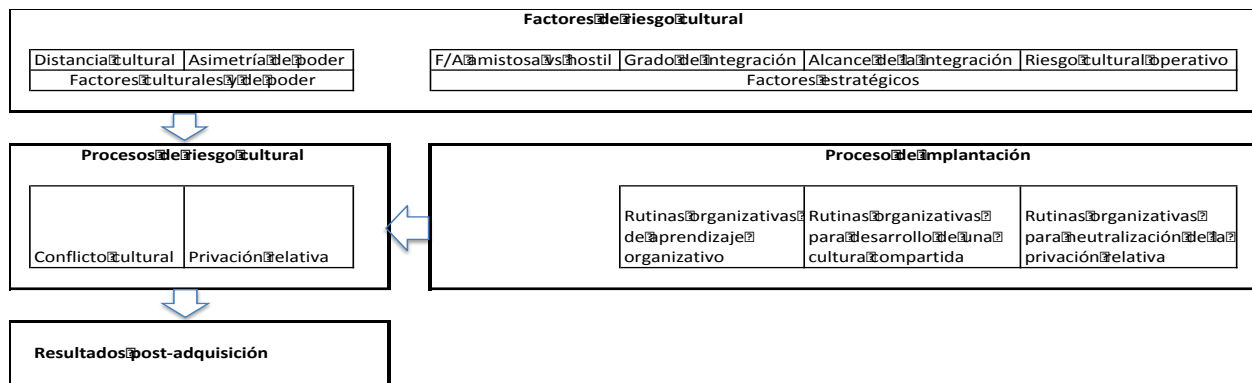 Factores de riesgo cultural
Distancia cultural Asimetría de poder
F/A amistosa vs hostil Grado de integración Alcance de la integración Riesgo cultural operativo
Factores culturales y de poder
Factores estratégicos
Procesos de riesgo cultural
Conflicto cultural Privación relativa
Proceso de implantación
Rutinas organizativas
de aprendizaje
organizativo
Rutinas organizativas
para desarrollo de una
cultura compartida
Rutinas organizativas
para neutralización de la
privación relativa
Resultados post-adquisición